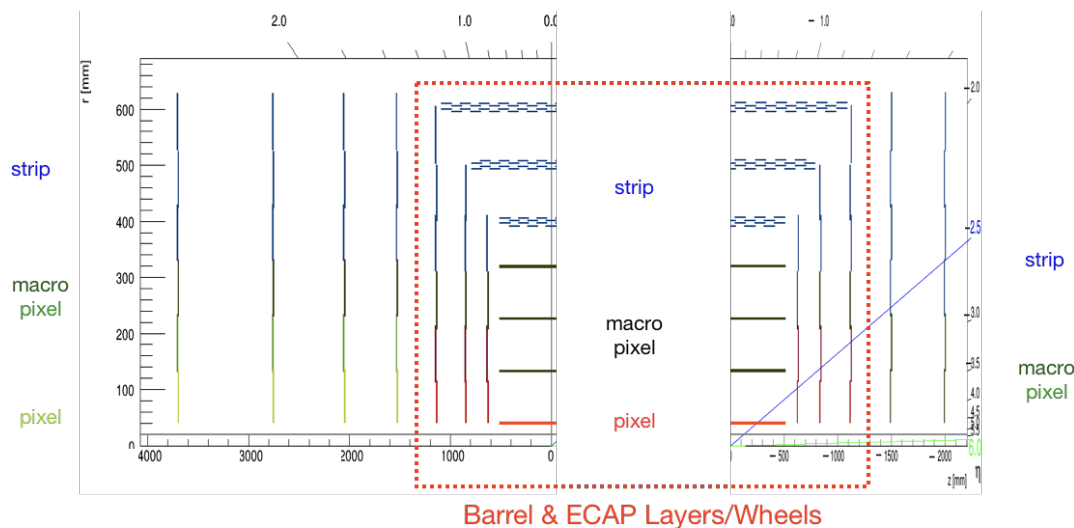 2.0 1.0 0.0 .0 – 1.0
r [mm]
600
500
400
300
200
100
0
4000 3000 2000 1000 0
strip
macro
pixel
pixel
strip
macro
pixel
pixel
2.0
2.5
3.0
3.5
4.0
6.0
η
– 500 – 1000 – 1500 – 2000
z [mm]
strip
macro
pixel
Barrel & ECAP Layers/Wheels